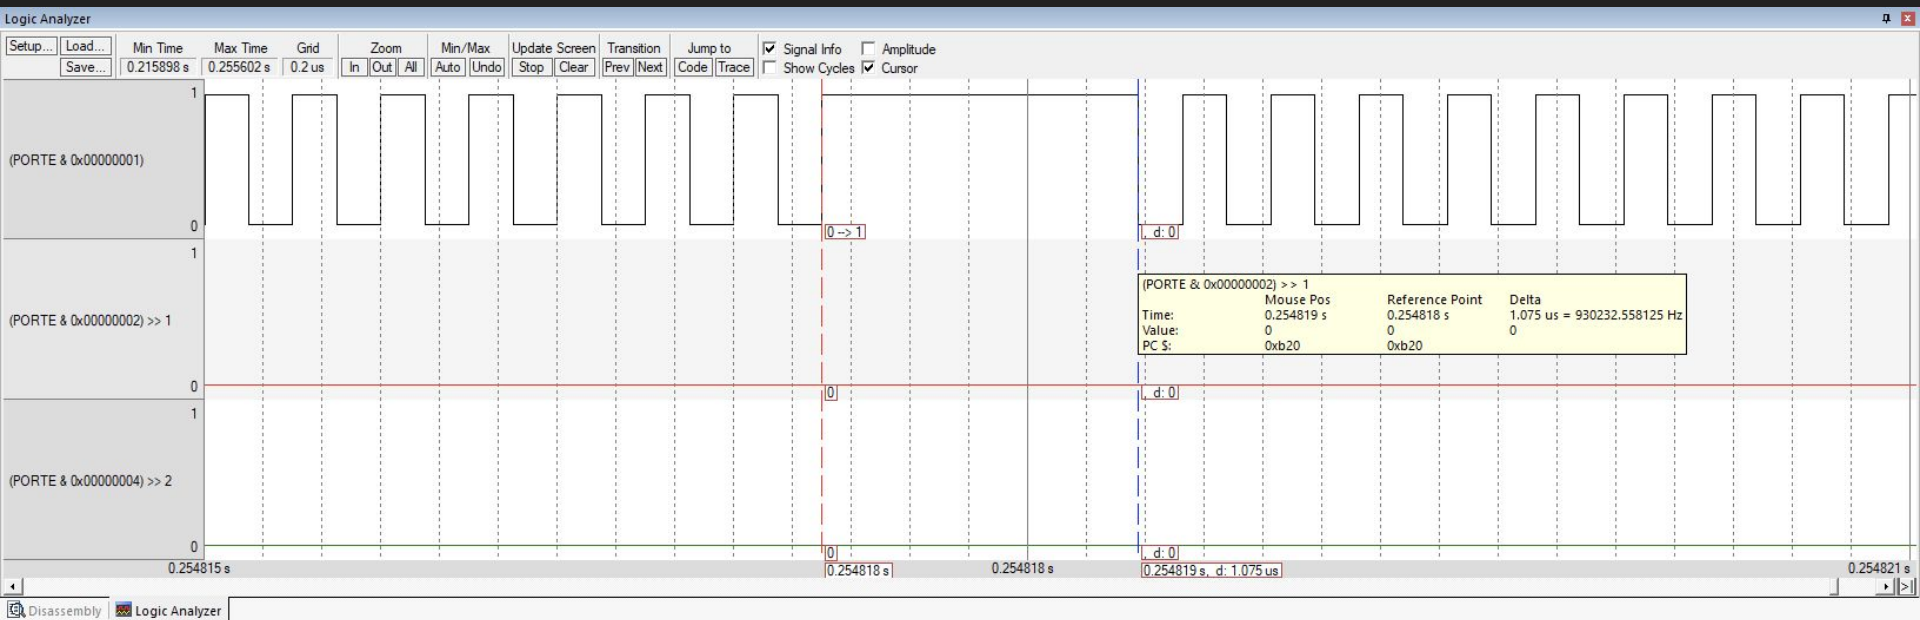 Logic Analyzer
Setup... Load... Min Time Max Time Grid Zoom Min/Max Update Screen Transition Jump to Signal Info Amplitude
Save... 0.215898 s 0.255602 s 0.2 us In Out All Auto Undo Stop Clear Prev Next Code Trace Show Cycles Cursor
1
(PORTE & 0x00000001)
0
0 --> 1
, d: 0
1
(PORTE & 0x00000002) >> 1
0
0
, d: 0
(PORTE & 0x00000002) >> 1
Mouse Pos Reference Point Delta
Time: 0.254819 s 0.254818 s 1.075 us = 930232.558125 Hz
Value: 0 0 0
PC $: 0xb20 0xb20
1
(PORTE & 0x00000004) >> 2
0
0
, d: 0
0.254815 s 0.254818 s 0.254818 s 0.254819 s, d: 1.075 us 0.254821 s
Disassembly Logic Analyzer